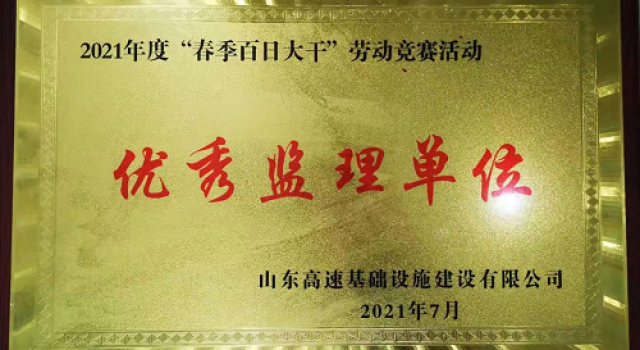 2021年度“春季百日大干”劳动竞赛活动
优秀监理单位
山东高速基础设施建设有限公司
2021年7月